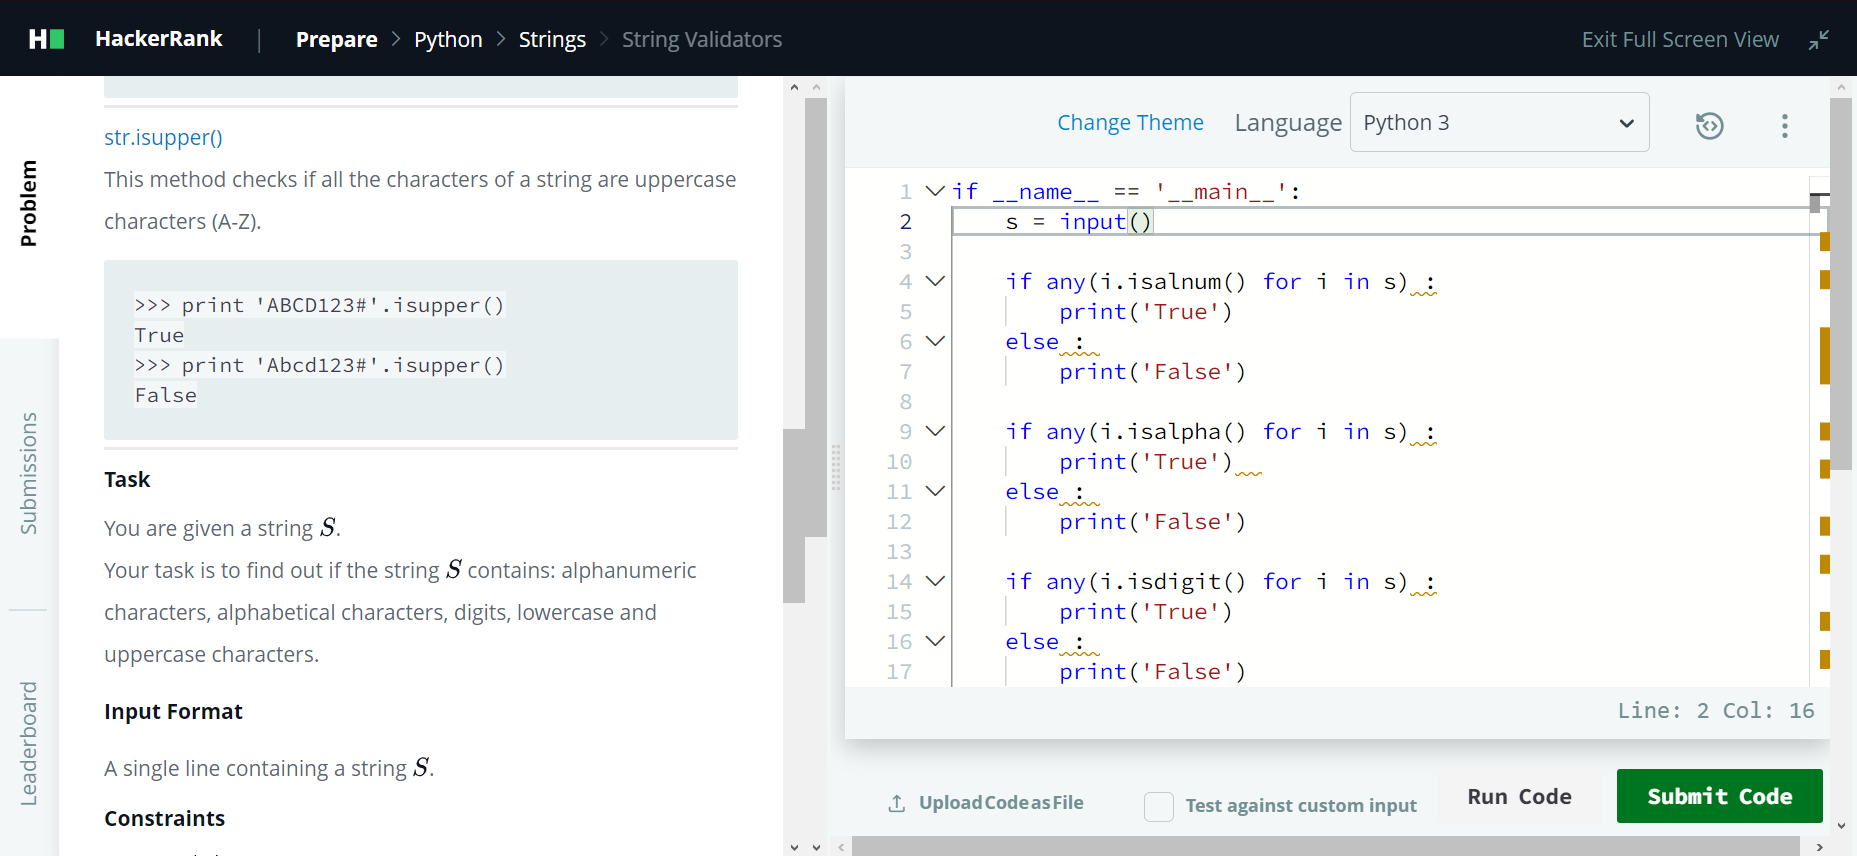 HackerRank | Prepare > Python > Strings > String Validators
Exit Full Screen View
Problem
Submissions
Leaderboard
str.isupper()
This method checks if all the characters of a string are uppercase
characters (A-Z).
>>> print 'ABCD123#'.isupper()
True
>>> print 'Abcd123#'.isupper()
False
Task
You are given a string S.
Your task is to find out if the string S contains: alphanumeric
characters, alphabetical characters, digits, lowercase and
uppercase characters.
Input Format
A single line containing a string S.
Constraints
Change Theme Language Python 3
1 if __name__ == '__main__':
2     s = input()
3
4     if any(i.isalnum() for i in s) :
5         print('True')
6     else :
7         print('False')
8
9     if any(i.isalpha() for i in s) :
10         print('True')
11     else :
12         print('False')
13
14     if any(i.isdigit() for i in s) :
15         print('True')
16     else :
17         print('False')
Line: 2 Col: 16
Upload Code as File
Test against custom input
Run Code
Submit Code